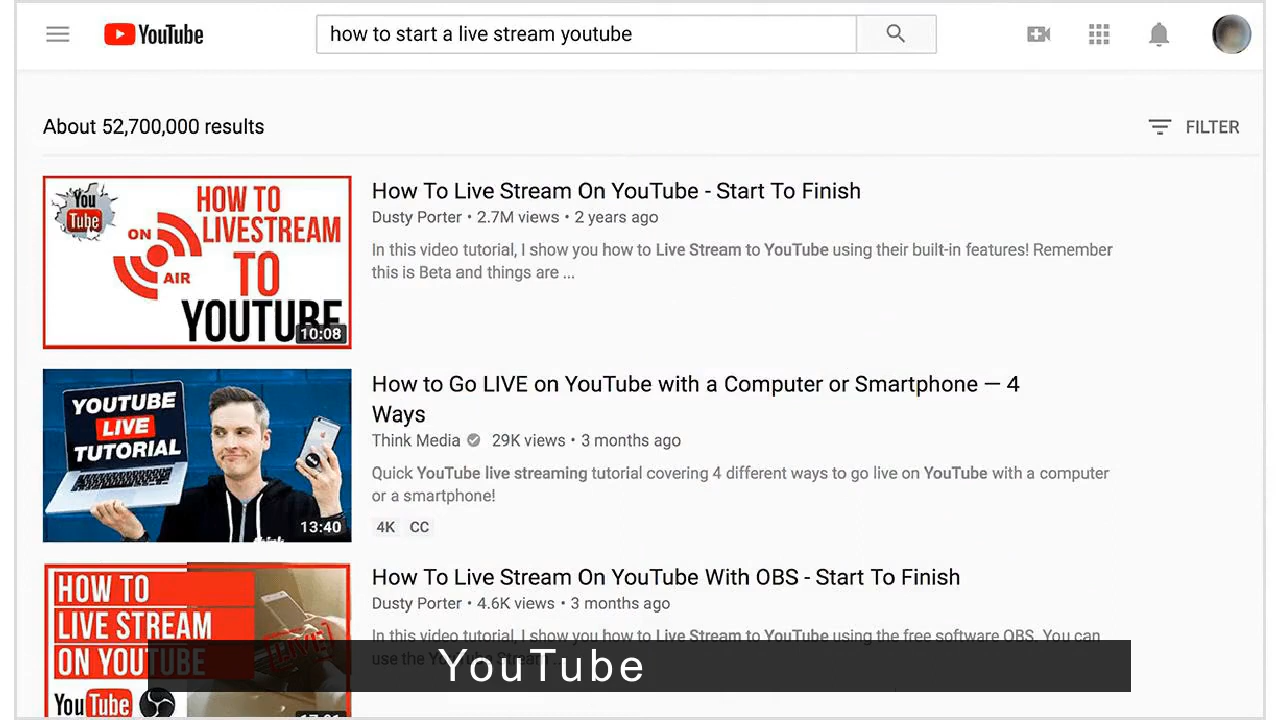 YouTube
how to start a live stream youtube
About 52,700,000 results
FILTER
You
Tube
HOW TO
LIVESTREAM
ON
AIR
TO
YOUTUBE
10:08
How To Live Stream On YouTube - Start To Finish
Dusty Porter • 2.7M views • 2 years ago
In this video tutorial, I show you how to Live Stream to YouTube using their built-in features! Remember
this is Beta and things are ...
YOUTUBE
LIVE
TUTORIAL
13:40
How to Go LIVE on YouTube with a Computer or Smartphone — 4
Ways
Think Media 29K views • 3 months ago
Quick YouTube live streaming tutorial covering 4 different ways to go live on YouTube with a computer
or a smartphone!
4K CC
HOW TO
LIVE STREAM
ON YOUTUBE
LIVE
YouTube
How To Live Stream On YouTube With OBS - Start To Finish
Dusty Porter • 4.6K views • 3 months ago
In this video tutorial, I show you how to Live Stream to YouTube using the free software OBS. You can
use the YouTube Stream ...
YouTube